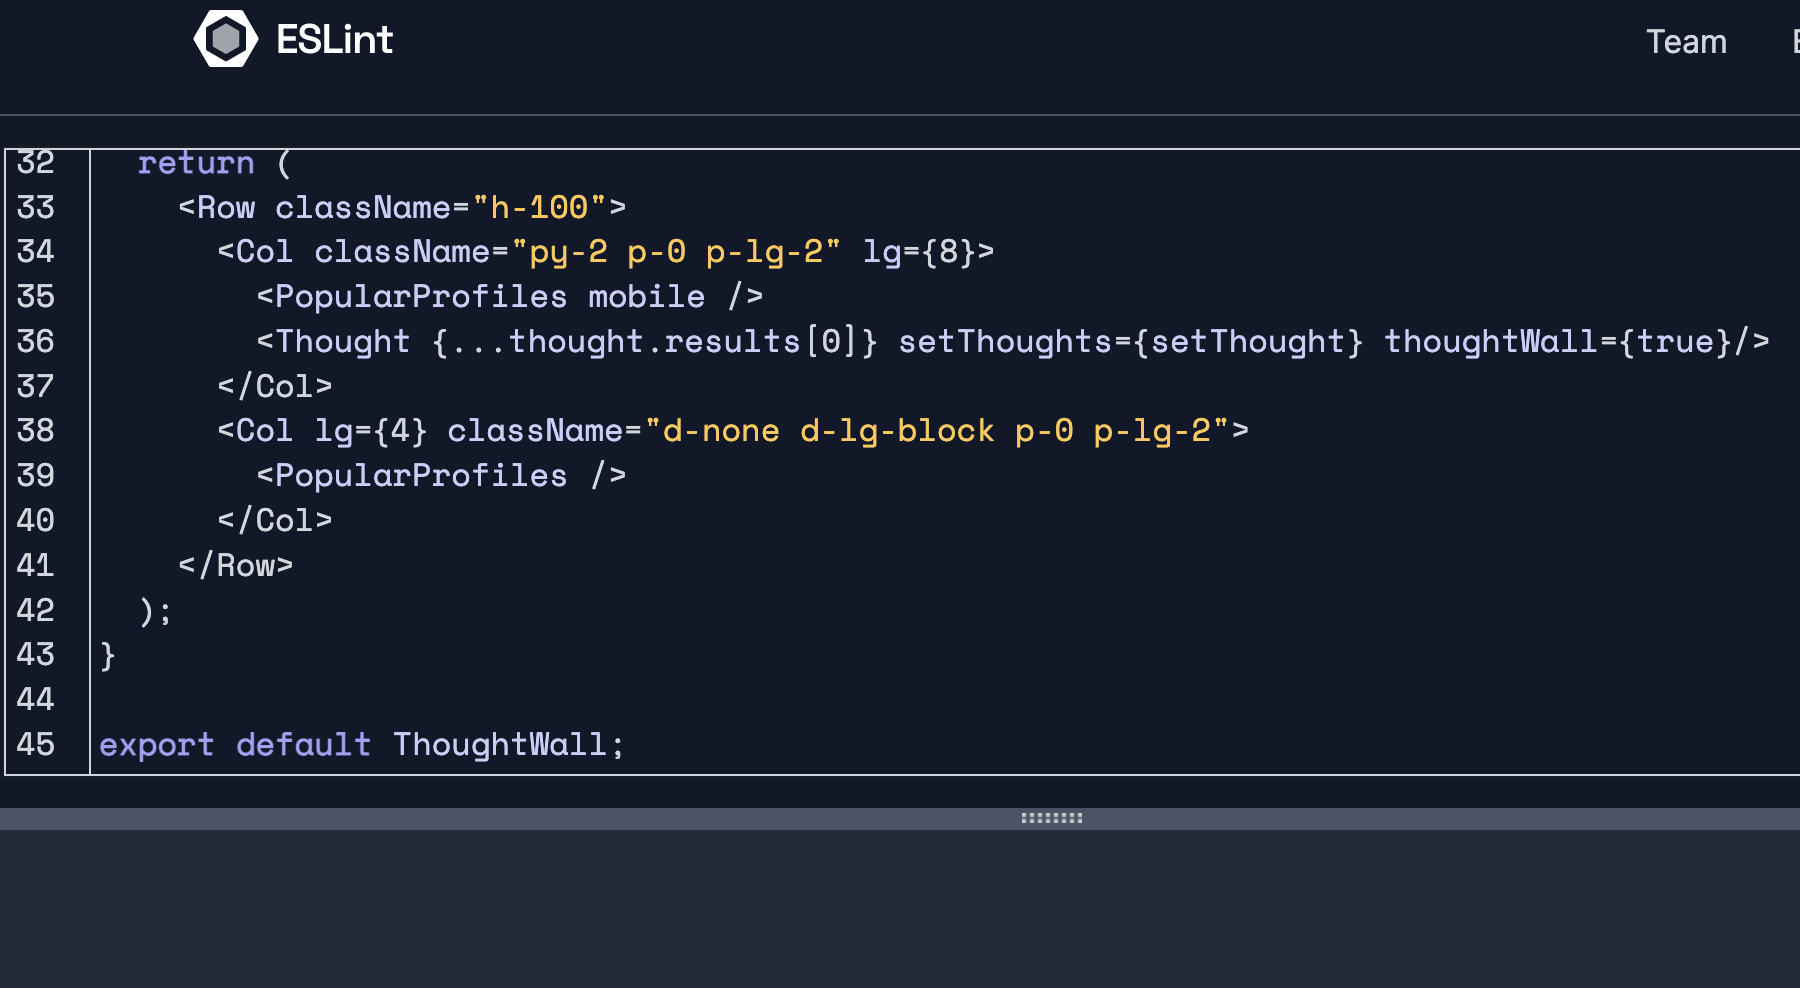 ESLint
Team
32   return (
33     <Row className="h-100">
34       <Col className="py-2 p-0 p-lg-2" lg={8}>
35         <PopularProfiles mobile />
36         <Thought {...thought.results[0]} setThoughts={setThought} thoughtWall={true}/>
37       </Col>
38       <Col lg={4} className="d-none d-lg-block p-0 p-lg-2">
39         <PopularProfiles />
40       </Col>
41     </Row>
42   );
43 }
44
45 export default ThoughtWall;